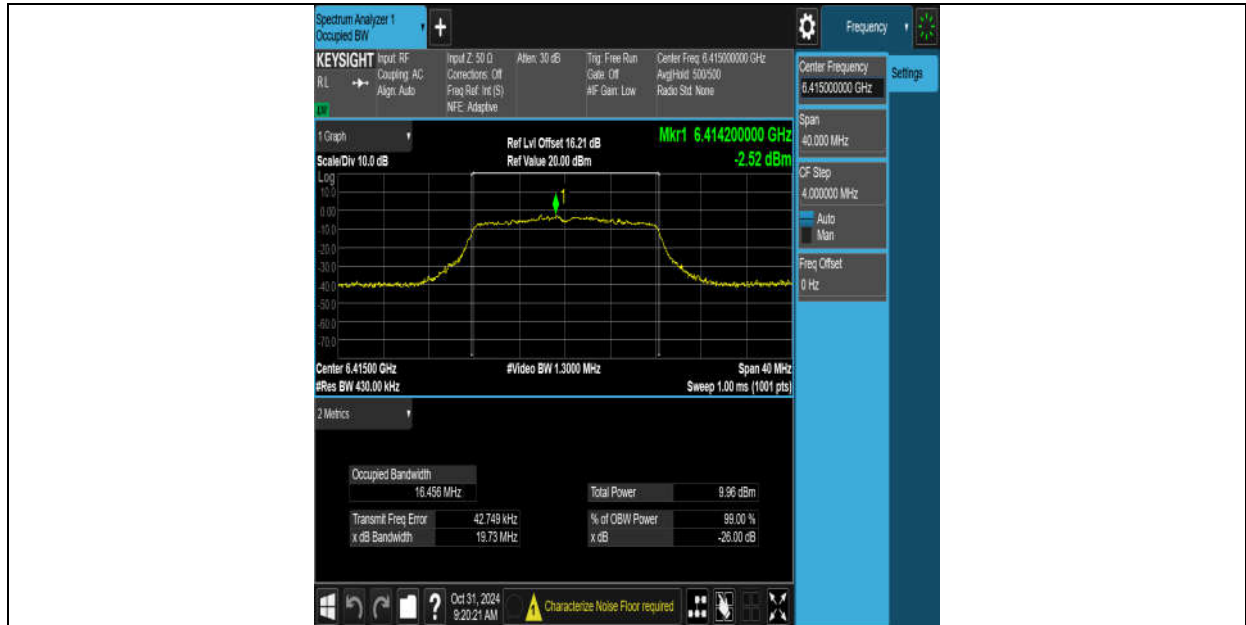 Spectrum Analyzer 1
Occupied BW
+
Frequency
KEYSIGHT Input: RF Input Z: 50 Ω Atten: 30 dB Trig: Free Run Center Freq: 6.415000000 GHz
RL Coupling: AC Corrections: Off Gate: Off Avg|Hold: 500/500
Align: Auto Freq Ref: Int (S) #IF Gain: Low Radio Std: None
NFE: Adaptive
Center Frequency
6.415000000 GHz
Settings
Span
40.000 MHz
CF Step
4.000000 MHz
Auto
Man
Freq Offset
0 Hz
1 Graph
Ref Lvl Offset 16.21 dB
Mkr1 6.414200000 GHz
Scale/Div 10.0 dB
Ref Value 20.00 dBm
-2.52 dBm
Log
10.0
0.00
-10.0
-20.0
-30.0
-40.0
-50.0
-60.0
-70.0
1
Center 6.41500 GHz #Video BW 1.3000 MHz Span 40 MHz
#Res BW 430.00 kHz Sweep 1.00 ms (1001 pts)
2 Metrics
Occupied Bandwidth
16.456 MHz Total Power 9.96 dBm
Transmit Freq Error 42.749 kHz % of OBW Power 99.00 %
x dB Bandwidth 19.73 MHz x dB -26.00 dB
? Oct 31, 2024
9:20:21 AM
Characterize Noise Floor required